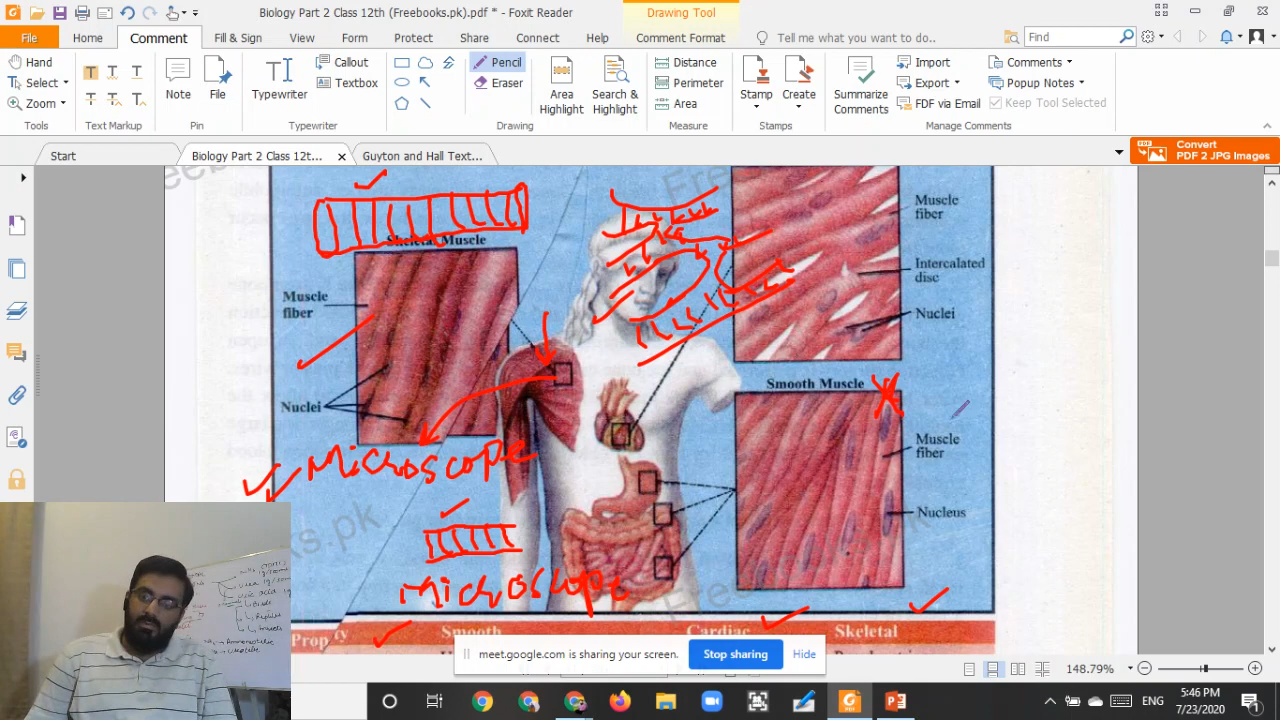 Biology Part 2 Class 12th (Freebooks.pk).pdf * - Foxit Reader
Drawing Tool
File
Home
Comment
Fill & Sign
View
Form
Protect
Share
Connect
Help
Comment Format
Tell me what you want to do..
Find
Hand
Select
Zoom
Tools
Text Markup
Note
File
Pin
Typewriter
Callout
Textbox
Typewriter
Pencil
Eraser
Drawing
Area
Highlight
Search &
Highlight
Distance
Perimeter
Area
Measure
Stamp
Create
Stamps
Summarize
Comments
Import
Export
FDF via Email
Comments
Popup Notes
Keep Tool Selected
Manage Comments
Start
Biology Part 2 Class 12t...
Guyton and Hall Text...
Convert
PDF 2 JPG Images
Skeletal Muscle
Muscle
fiber
Nuclei
Microscope
Microscope
Muscle
fiber
Intercalated
disc
Nuclei
Smooth Muscle
Muscle
fiber
Nucleus
Smooth
Cardiac
Skeletal
meet.google.com is sharing your screen.
Stop sharing
Hide
148.79%
ENG
5:46 PM
7/23/2020